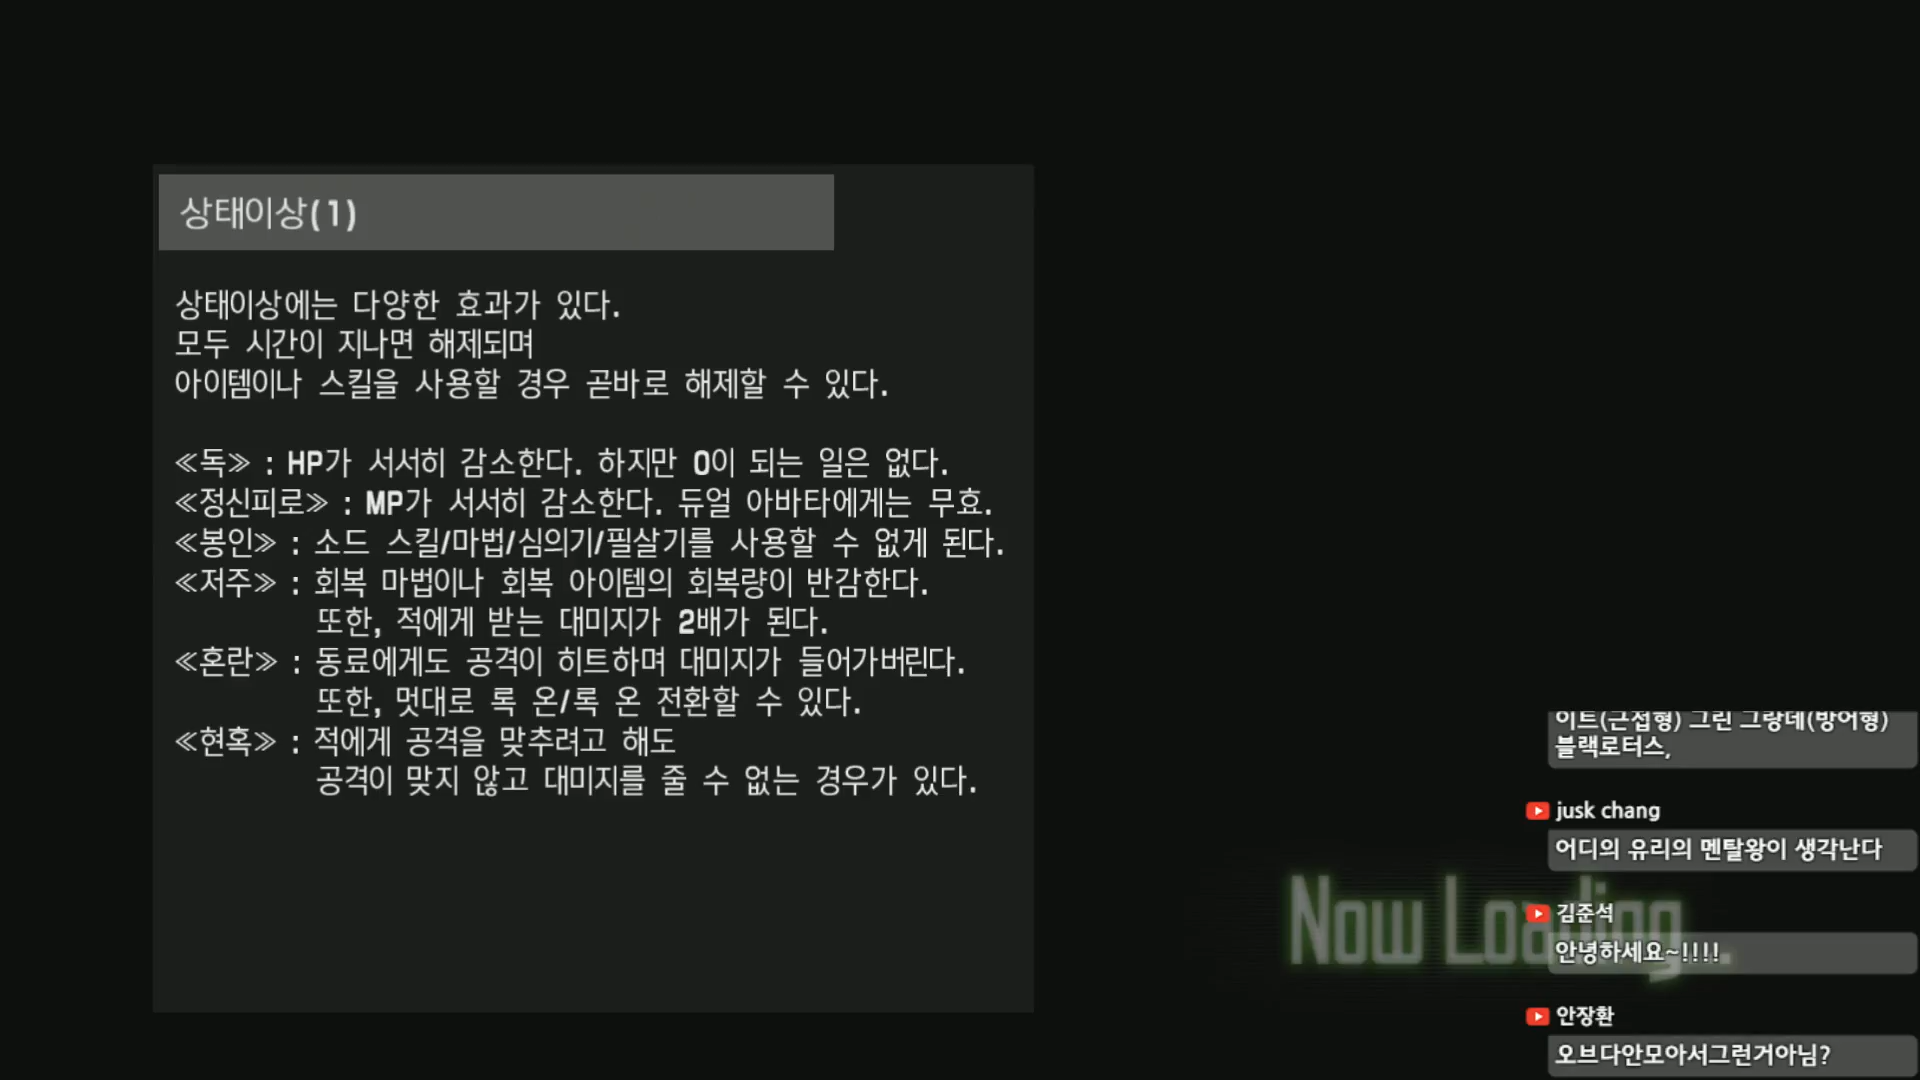 상태이상(1)
상태이상에는 다양한 효과가 있다.
모두 시간이 지나면 해제되며
아이템이나 스킬을 사용할 경우 곧바로 해제할 수 있다.
≪독≫ : HP가 서서히 감소한다. 하지만 0이 되는 일은 없다.
≪정신피로≫ : MP가 서서히 감소한다. 듀얼 아바타에게는 무효.
≪봉인≫ : 소드 스킬/마법/심의기/필살기를 사용할 수 없게 된다.
≪저주≫ : 회복 마법이나 회복 아이템의 회복량이 반감한다.
또한, 적에게 받는 대미지가 2배가 된다.
≪혼란≫ : 동료에게도 공격이 히트하며 대미지가 들어가버린다.
또한, 멋대로 록 온/록 온 전환할 수 있다.
≪현혹≫ : 적에게 공격을 맞추려고 해도
공격이 맞지 않고 대미지를 줄 수 없는 경우가 있다.
이트(근접형) 그린 그랑데(방어형)
블랙로터스,
jusk chang
어디의 유리의 멘탈왕이 생각난다
Now Loading.
김준석
안녕하세요~!!!!
안장환
오브다안모아서그런거아님?